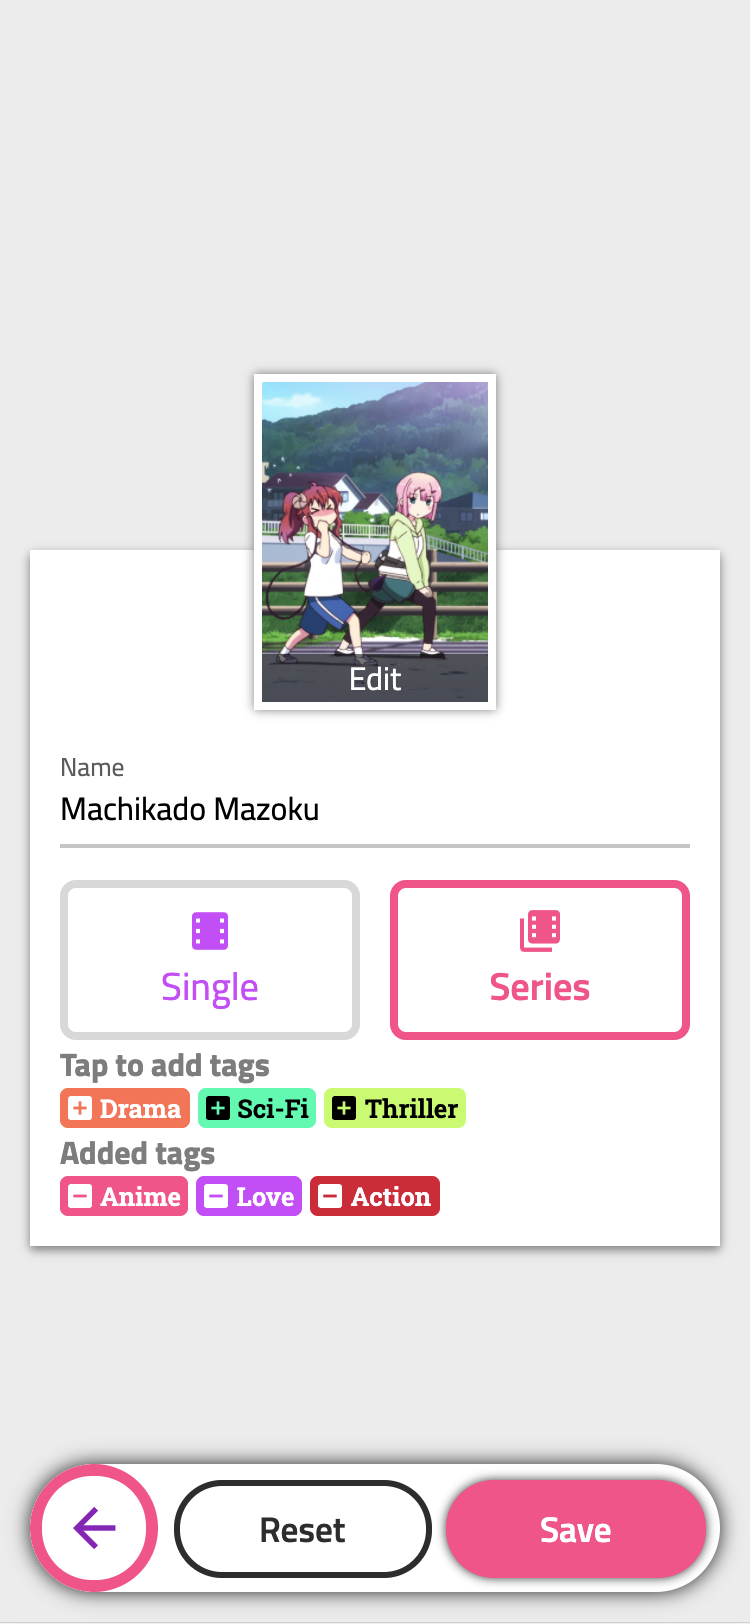 Edit
Name
Machikado Mazoku
Single
Series
Tap to add tags
Drama Sci-Fi Thriller
Added tags
Anime Love Action
Reset Save